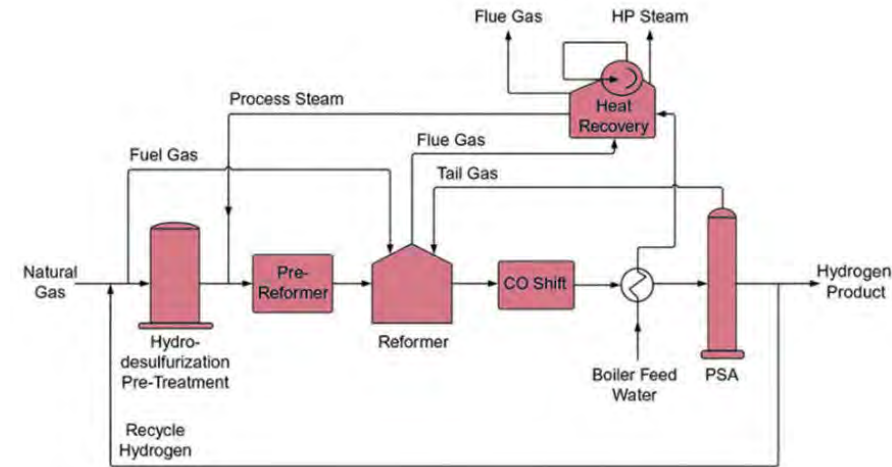 Flue Gas
HP Steam
Heat
Recovery
Process Steam
Flue Gas
Fuel Gas
Tail Gas
Natural
Gas
Pre-
Reformer
CO Shift
Hydrogen
Product
Hydro-
desulfurization
Pre-Treatment
Reformer
Boiler Feed
Water
PSA
Recycle
Hydrogen